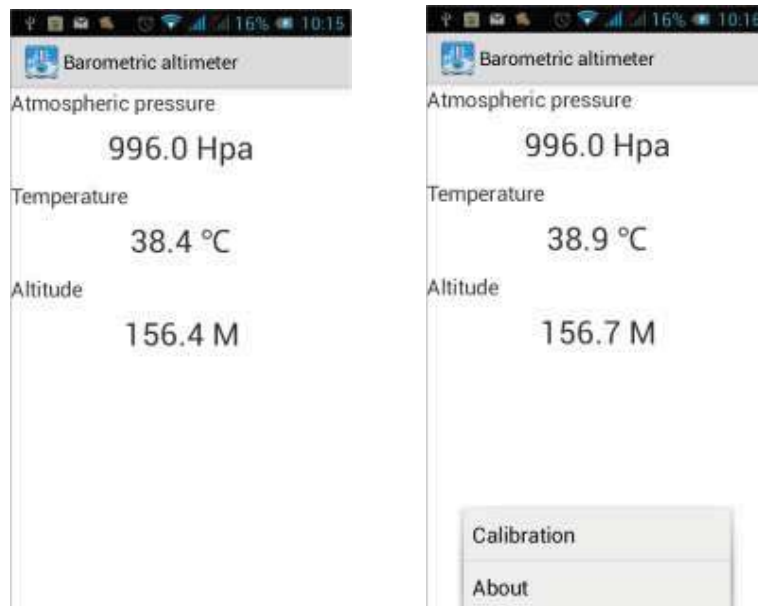 16% 10:15
Barometric altimeter
Atmospheric pressure
996.0 Hpa
Temperature
38.4 °C
Altitude
156.4 M
16% 10:16
Barometric altimeter
Atmospheric pressure
996.0 Hpa
Temperature
38.9 °C
Altitude
156.7 M
Calibration
About